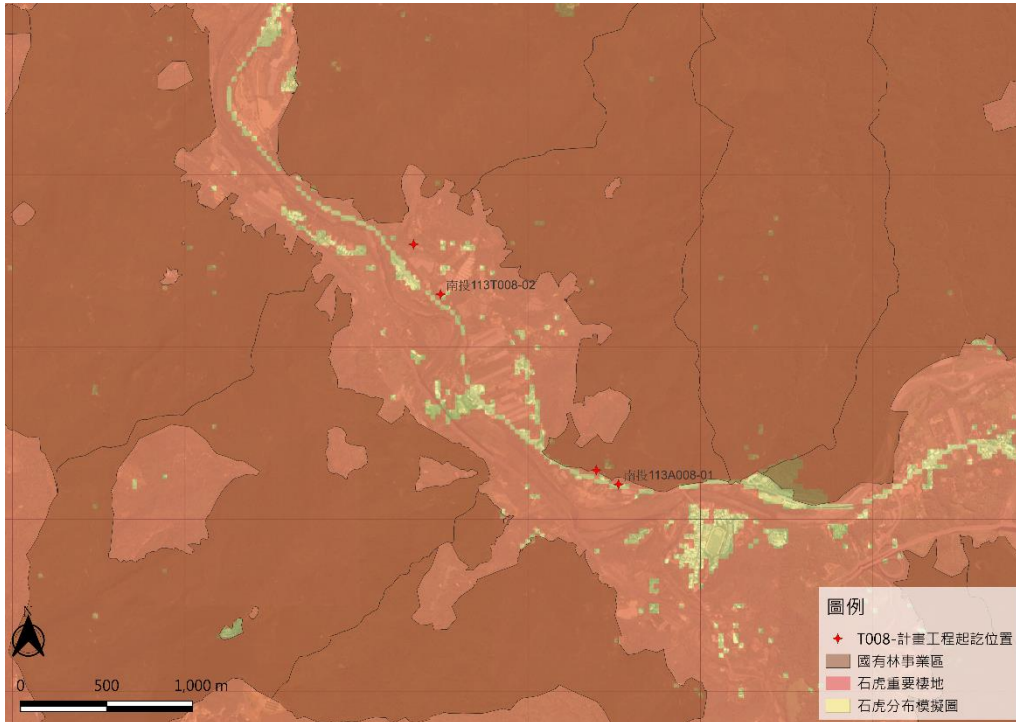 南投113T008-02
南投113A008-01
圖例
T008-計畫工程起訖位置
國有林事業區
石虎重要棲地
石虎分布模擬圖
N
0 500 1,000 m